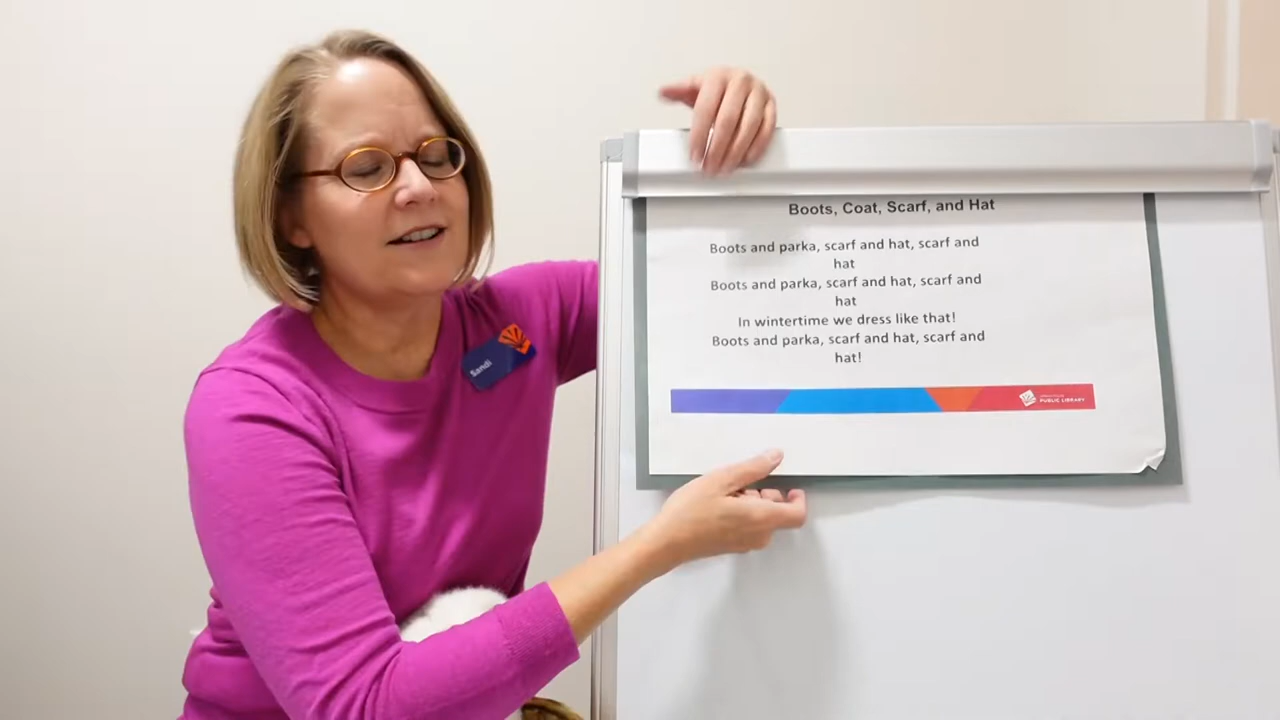 Boots, Coat, Scarf, and Hat
Boots and parka, scarf and hat, scarf and
hat
Boots and parka, scarf and hat, scarf and
hat
In wintertime we dress like that!
Boots and parka, scarf and hat, scarf and
hat!
PUBLIC LIBRARY
Sandi